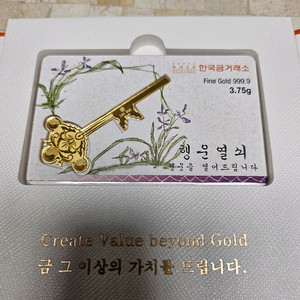 한국금거래소
Fine Gold 999.9
3.75g
행운열쇠
행운을 열어드립니다
Create Value beyond Gold
금 그 이상의 가치를 드립니다.